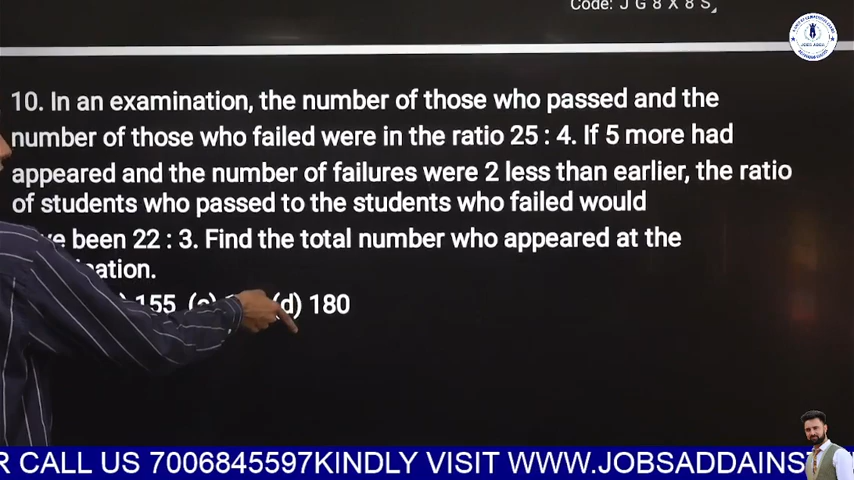 Code: J G 8 X 8 S
10. In an examination, the number of those who passed and the
number of those who failed were in the ratio 25 : 4. If 5 more had
appeared and the number of failures were 2 less than earlier, the ratio
of students who passed to the students who failed would
been 22 : 3. Find the total number who appeared at the
155 (d) 180
R CALL US 7006845597KINDLY VISIT WWW.JOBSADDAINS